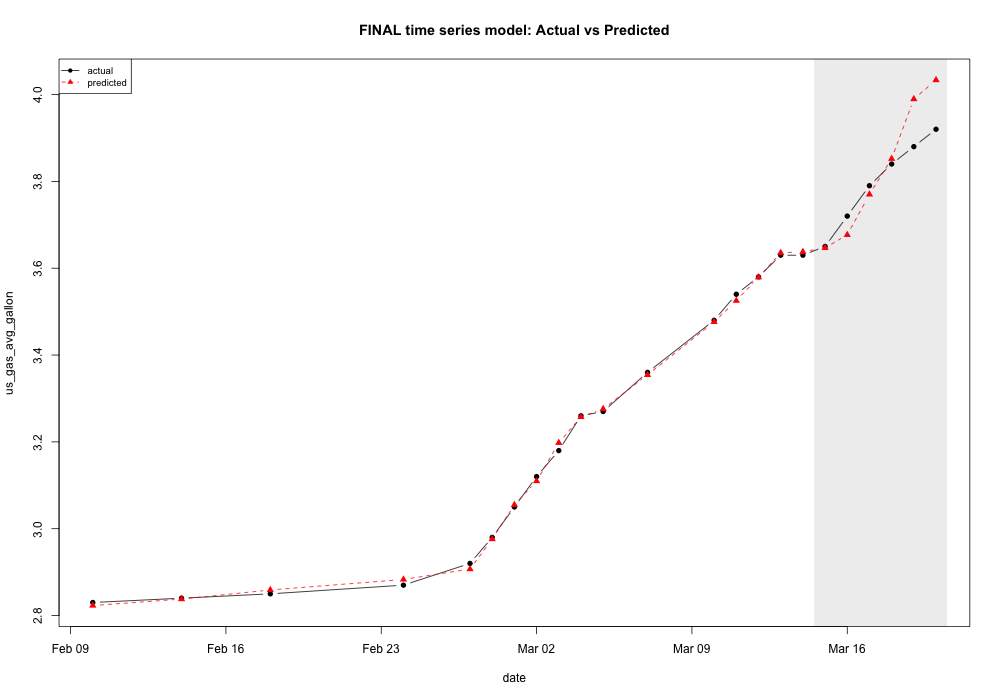 FINAL time series model: Actual vs Predicted
actual
predicted
us_gas_avg_gallon
4.0
3.8
3.6
3.4
3.2
3.0
2.8
Feb 09 Feb 16 Feb 23 Mar 02 Mar 09 Mar 16
date